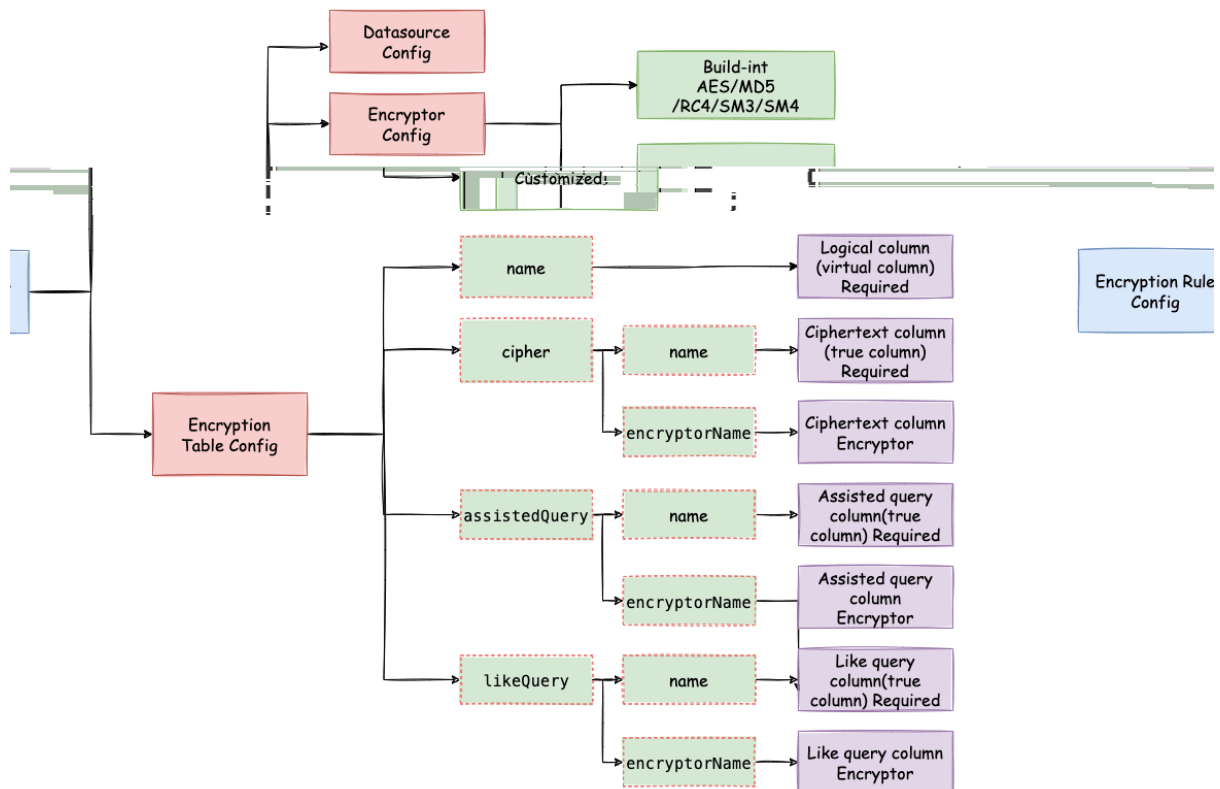 Datasource
Config
Build-int
AES/MD5
/RC4/SM3/SM4
Encryptor
Config
Customized
name
Logical column
(virtual column)
Required
Encryption Rule
Config
cipher
name
Ciphertext column
(true column)
Required
Encryption
Table Config
encryptorName
Ciphertext column
Encryptor
assistedQuery
name
Assisted query
column(true
column) Required
encryptorName
Assisted query
column
Encryptor
likeQuery
name
Like query
column(true
column) Required
encryptorName
Like query column
Encryptor